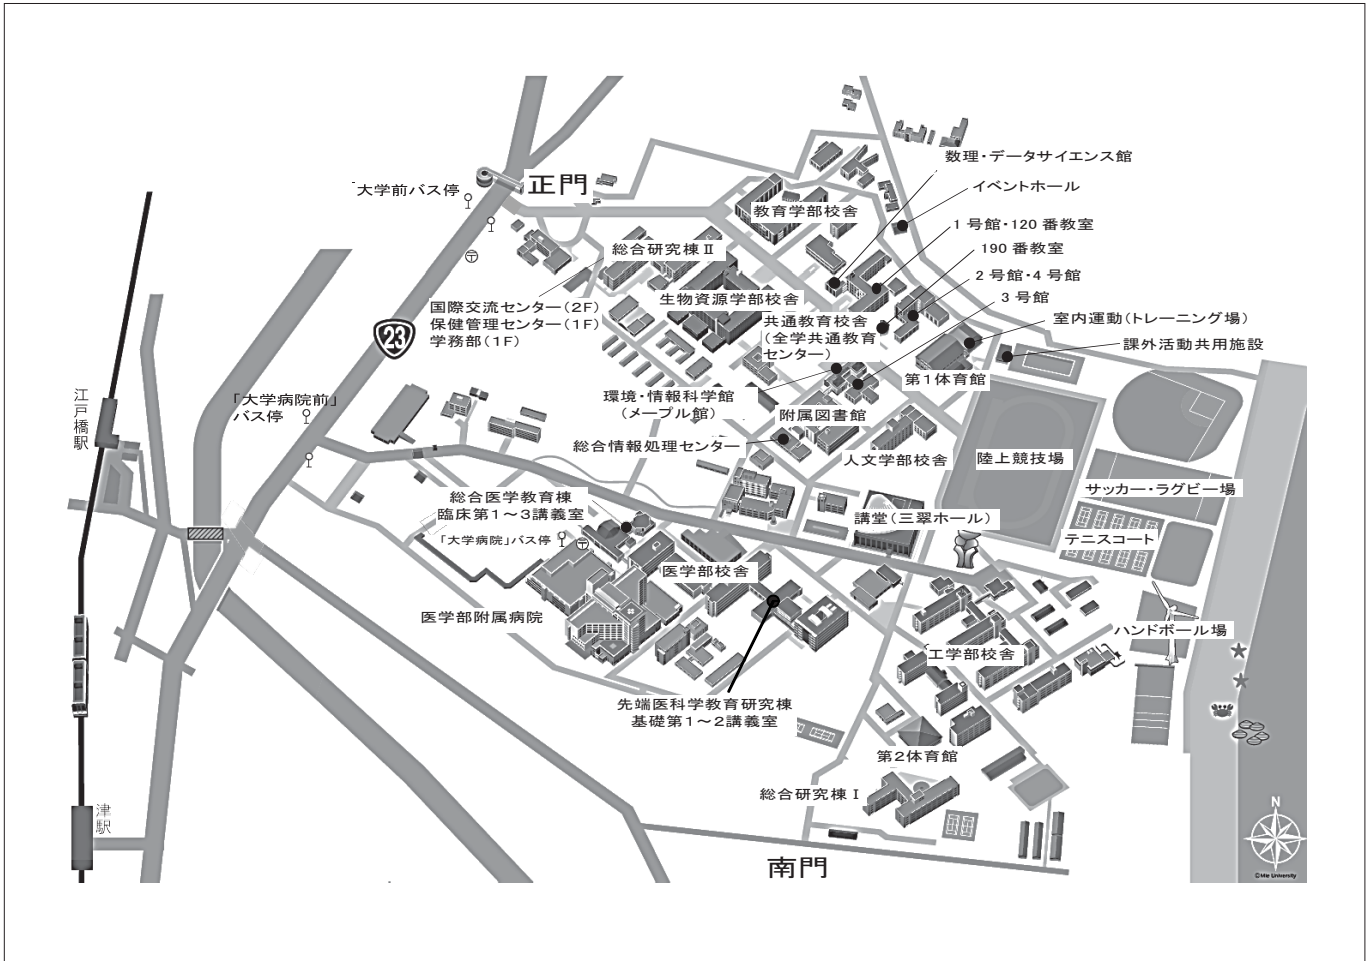 数理・データサイエンス館
「大学前バス停
正門
イベントホール
教育学部校舎
1号館・120番教室
総合研究棟Ⅱ
190番教室
2号館・4号館
生物資源学部校舎
3号館
国際交流センター(2F)
保健管理センター(1F)
学務部(1F)
23
共通教育校舎
(全学共通教育
センター)
室内運動(トレーニング場)
課外活動共用施設
第1体育館
環境・情報科学館
(メープル館)
「大学病院前」
バス停
江戸橋駅
附属図書館
総合情報処理センター
人文学部校舎
陸上競技場
サッカー・ラグビー場
総合医学教育棟
臨床第1〜3講義室
「大学病院」バス停
講堂(三翠ホール)
テニスコート
医学部校舎
医学部附属病院
ハンドボール場
工学部校舎
先端医科学教育研究棟
基礎第1〜2講義室
第2体育館
総合研究棟Ⅰ
津駅
南門
N
©Mie University